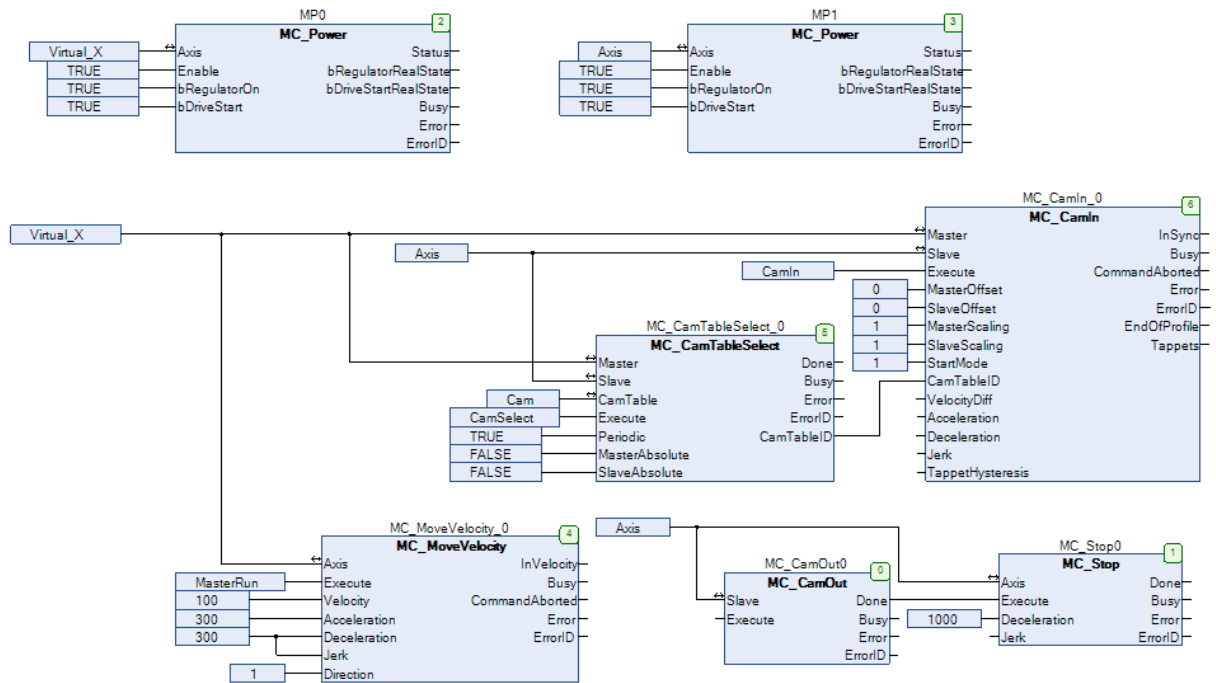 MP0
2
MC_Power
Virtual_X
Axis
Status
TRUE
Enable
bRegulatorRealState
TRUE
bRegulatorOn
bDriveStartRealState
TRUE
bDriveStart
Busy
Error
ErrorID
MP1
3
MC_Power
Axis
Axis
Status
TRUE
Enable
bRegulatorRealState
TRUE
bRegulatorOn
bDriveStartRealState
TRUE
bDriveStart
Busy
Error
ErrorID
MC_CamIn_0
6
MC_CamIn
Virtual_X
Master
InSync
Axis
Slave
Busy
CamIn
Execute
CommandAborted
0
MasterOffset
Error
0
SlaveOffset
ErrorID
1
MasterScaling
EndOfProfile
1
SlaveScaling
Tappets
1
StartMode
CamTableID
VelocityDiff
Acceleration
Deceleration
Jerk
TappetHysteresis
MC_CamTableSelect_0
5
MC_CamTableSelect
Master
Done
Slave
Busy
Cam
CamTable
Error
CamSelect
Execute
ErrorID
TRUE
Periodic
CamTableID
FALSE
MasterAbsolute
FALSE
SlaveAbsolute
MC_MoveVelocity_0
4
MC_MoveVelocity
Axis
InVelocity
MasterRun
Execute
Busy
100
Velocity
CommandAborted
300
Acceleration
Error
300
Deceleration
ErrorID
Jerk
1
Direction
Axis
MC_CamOut0
0
MC_CamOut
Slave
Done
Execute
Busy
Error
ErrorID
MC_Stop0
1
MC_Stop
Axis
Done
Execute
Busy
1000
Deceleration
Error
Jerk
ErrorID